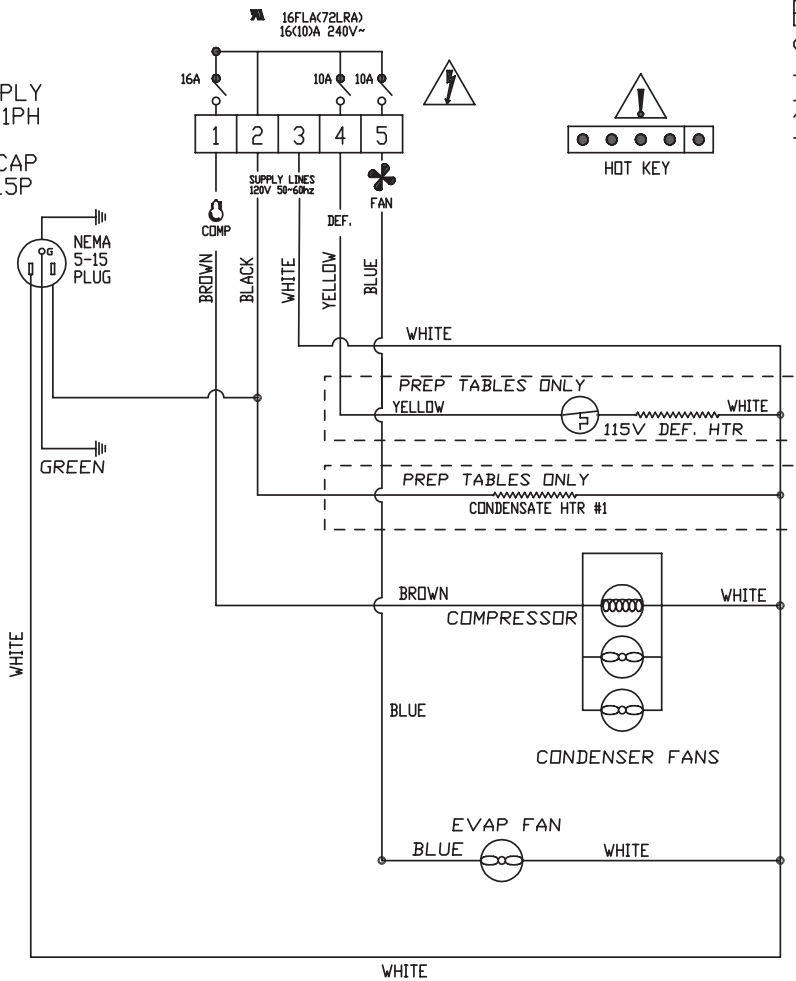 16FLA(72LRA)
16(10)A 240V~
16A
10A
10A
PLY
1PH
CAP
5P
1
2
3
4
5
SUPPLY LINES
120V 50~60hz
COMP
DEF.
FAN
HOT KEY
G
NEMA
5-15
PLUG
GREEN
BROWN
BLACK
WHITE
YELLOW
BLUE
WHITE
PREP TABLES ONLY
YELLOW
WHITE
115V DEF. HTR
PREP TABLES ONLY
CONDENSATE HTR #1
BROWN
WHITE
COMPRESSOR
WHITE
BLUE
CONDENSER FANS
EVAP FAN
BLUE
WHITE
WHITE